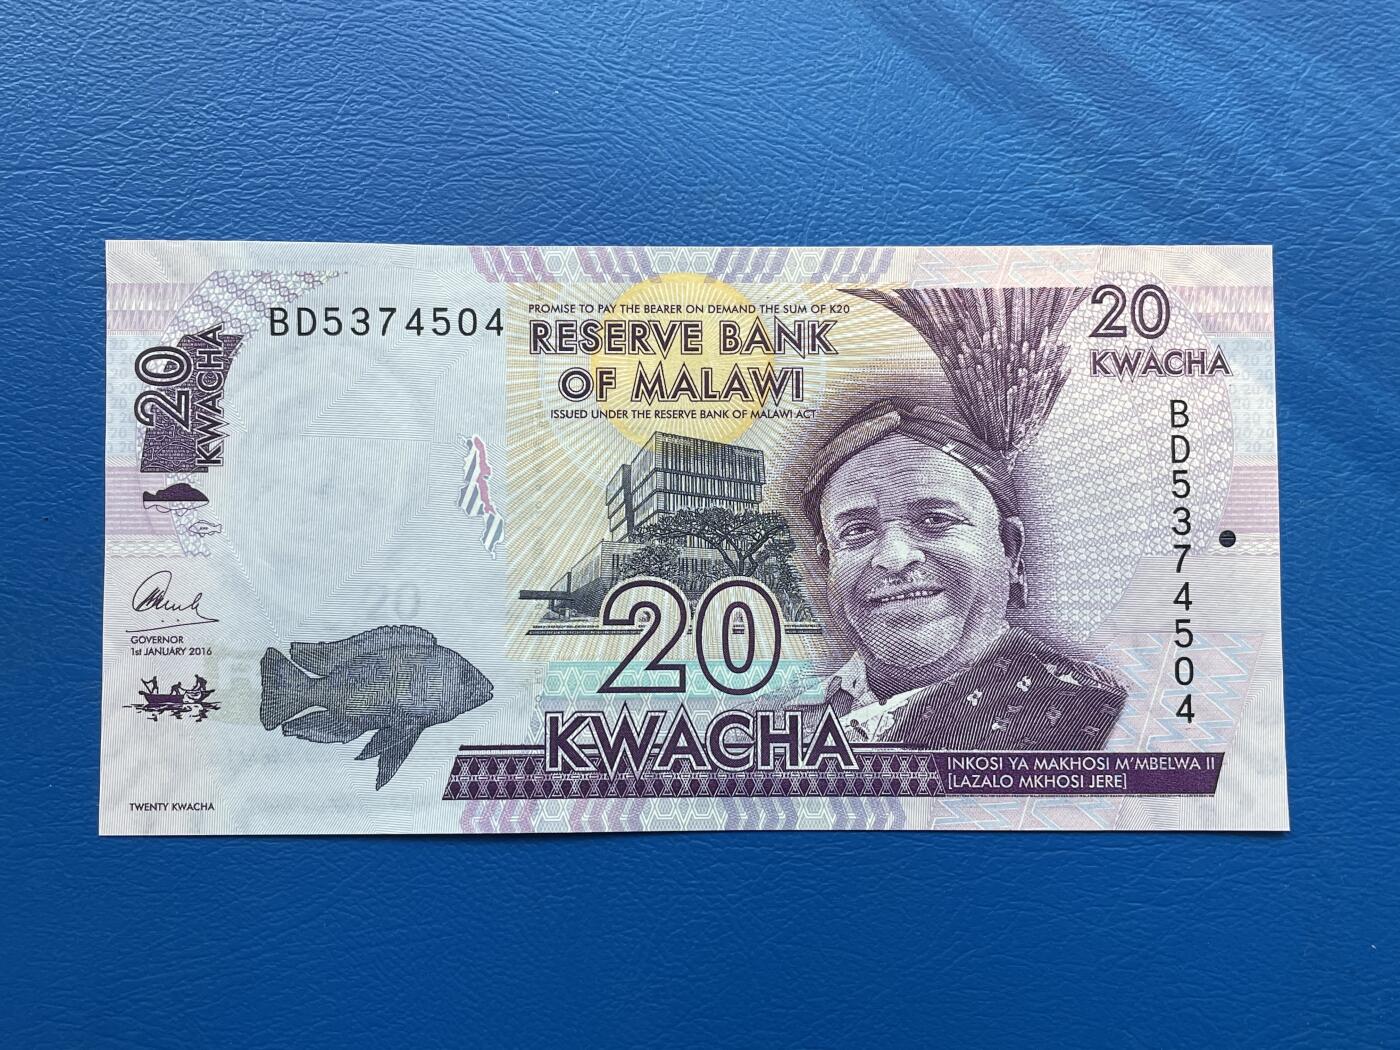 BD5374504
PROMISE TO PAY THE BEARER ON DEMAND THE SUM OF K20
RESERVE BANK
OF MALAWI
ISSUED UNDER THE RESERVE BANK OF MALAWI ACT
20
KWACHA
20
KWACHA
BD5374504
20
GOVERNOR
1st JANUARY 2016
20
KWACHA
INKOSI YA MAKHOSI M'MBELWA II
[LAZALO MKHOSI JERE]
TWENTY KWACHA